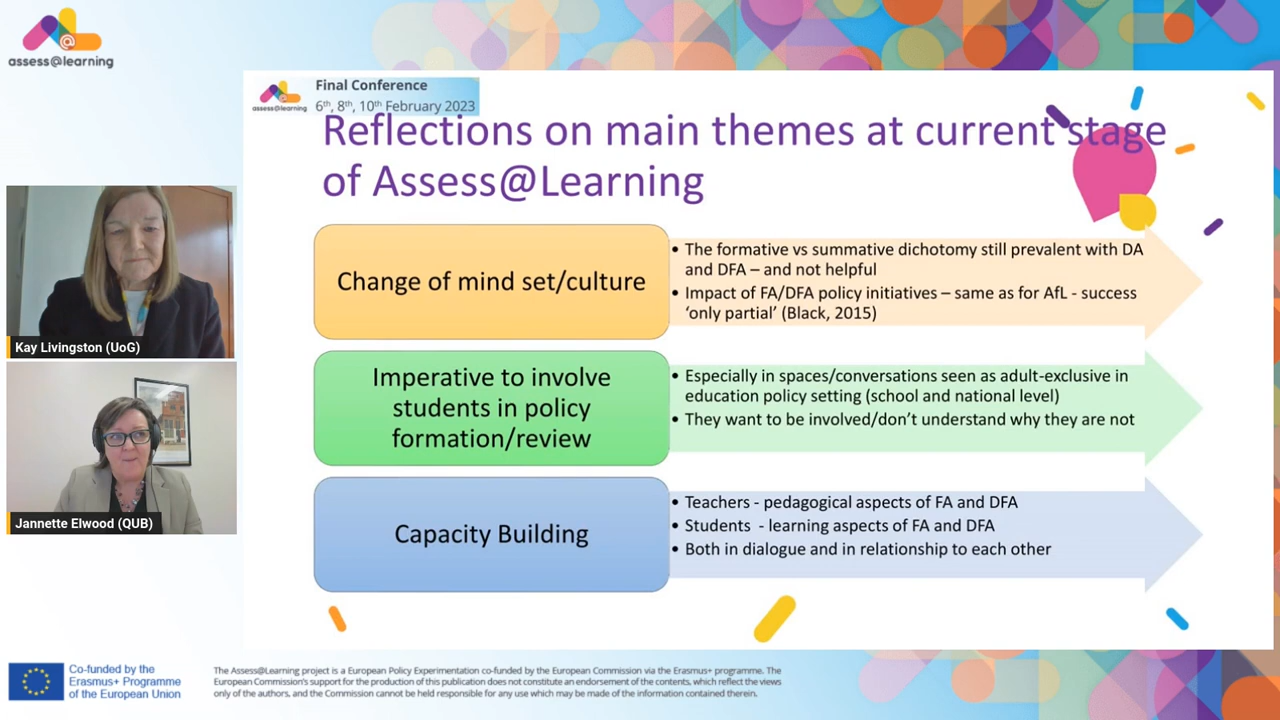 assess@learning
assess@learning
Final Conference
6th, 8th, 10th February 2023
Reflections on main themes at current stage
of Assess@Learning
Change of mind set/culture
• The formative vs summative dichotomy still prevalent with DA
and DFA – and not helpful
• Impact of FA/DFA policy initiatives – same as for AfL - success
‘only partial’ (Black, 2015)
Imperative to involve
students in policy
formation/review
• Especially in spaces/conversations seen as adult-exclusive in
education policy setting (school and national level)
• They want to be involved/don’t understand why they are not
Capacity Building
• Teachers - pedagogical aspects of FA and DFA
• Students - learning aspects of FA and DFA
• Both in dialogue and in relationship to each other
Kay Livingston (UoG)
Jannette Elwood (QUB)
Co-funded by the
Erasmus+ Programme
of the European Union
The Assess@Learning project is a European Policy Experimentation co-funded by the European Commission via the Erasmus+ programme. The
European Commission's support for the production of this publication does not constitute an endorsement of the contents, which reflect the views
only of the authors, and the Commission cannot be held responsible for any use which may be made of the information contained therein.